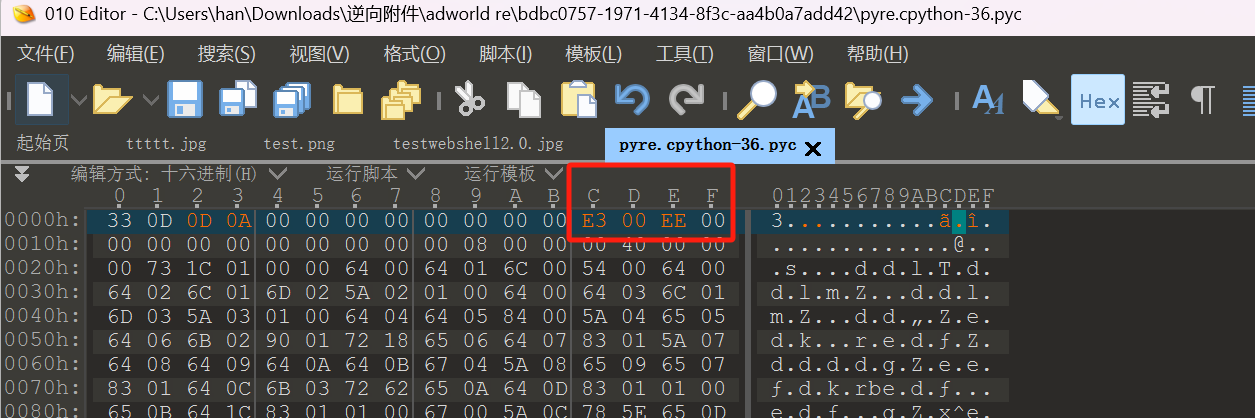 010 Editor - C:\Users\han\Downloads\逆向附件\adworld re\bdbc0757-1971-4134-8f3c-aa4b0a7add42\pyre.cpython-36.pyc
文件(F) 编辑(E) 搜索(S) 视图(V) 格式(O) 脚本(I) 模板(L) 工具(T) 窗口(W) 帮助(H)
Hex
起始页 ttttt.jpg test.png testwebshell2.0.jpg pyre.cpython-36.pyc
编辑方式: 十六进制(H) 运行脚本 运行模板
0 1 2 3 4 5 6 7 8 9 A B C D E F 0123456789ABCDEF
0000h: 33 0D 0D 0A 00 00 00 00 00 00 00 00 E3 00 EE 00 3...........ã.î.
0010h: 00 00 00 00 00 00 00 00 08 00 00 00 40 00 00 ............@..
0020h: 00 73 1C 01 00 00 64 00 64 01 6C 00 54 00 64 00 .s....d.d.l.T.d.
0030h: 64 02 6C 01 6D 02 5A 02 01 00 64 00 64 03 6C 01 d.l.m.Z...d.d.l.
0040h: 6D 03 5A 03 01 00 64 04 64 05 84 00 5A 04 65 05 m.Z...d.d.„.Z.e.
0050h: 64 06 6B 02 90 01 72 18 65 06 64 07 83 01 5A 07 d.k...r.e.d.ƒ.Z.
0060h: 64 08 64 09 64 0A 64 0B 67 04 5A 08 65 09 65 07 d.d.d.d.g.Z.e.e.
0070h: 83 01 64 0C 6B 03 72 62 65 0A 64 0D 83 01 01 00 ƒ.d.k.rbe.d.ƒ...
0080h: 65 0B 64 1C 83 01 01 00 67 00 5A 0C 78 5E 65 0D e.d.ƒ...g.Z.x^e.